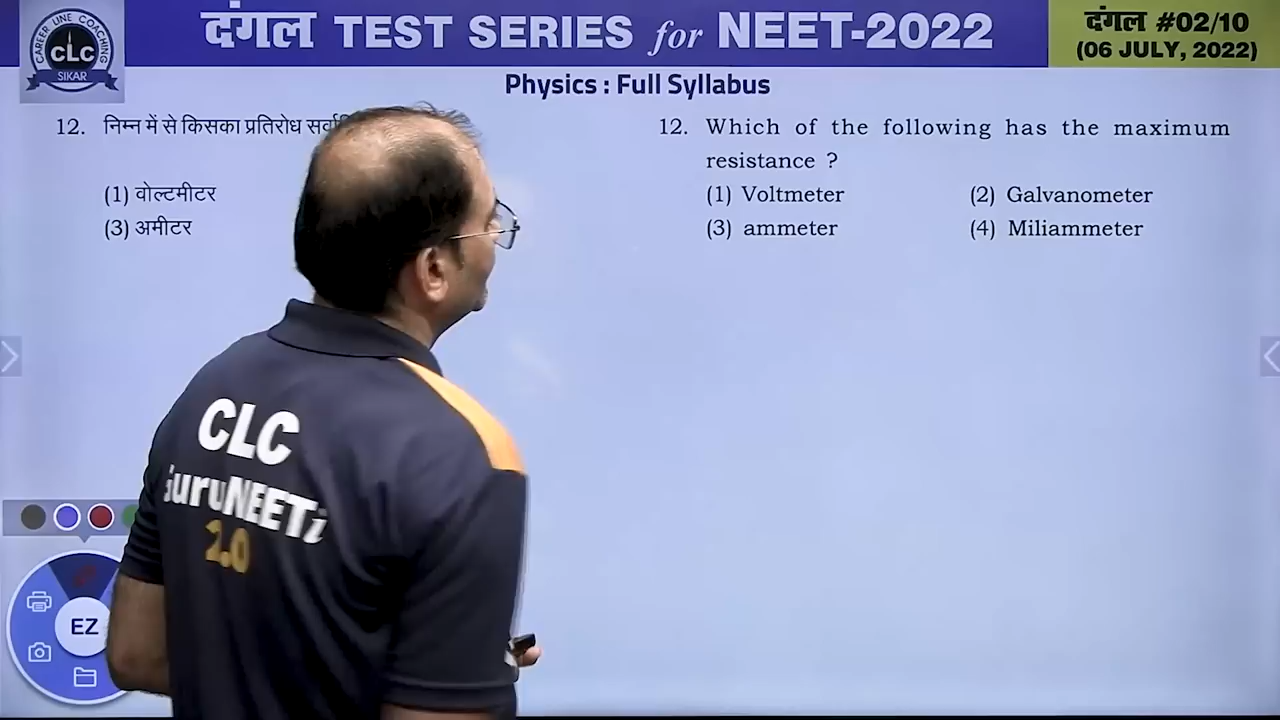 CAREER LINE COACHING
CLC
SIKAR
दंगल TEST SERIES for NEET-2022
दंगल #02/10
(06 JULY, 2022)
Physics : Full Syllabus
12. निम्न में से किसका प्रतिरोध
(1) वोल्टमीटर
(3) अमीटर
12. Which of the following has the maximum
resistance ?
(1) Voltmeter (2) Galvanometer
(3) ammeter (4) Miliammeter
CLC
NEETi
2.0
EZ